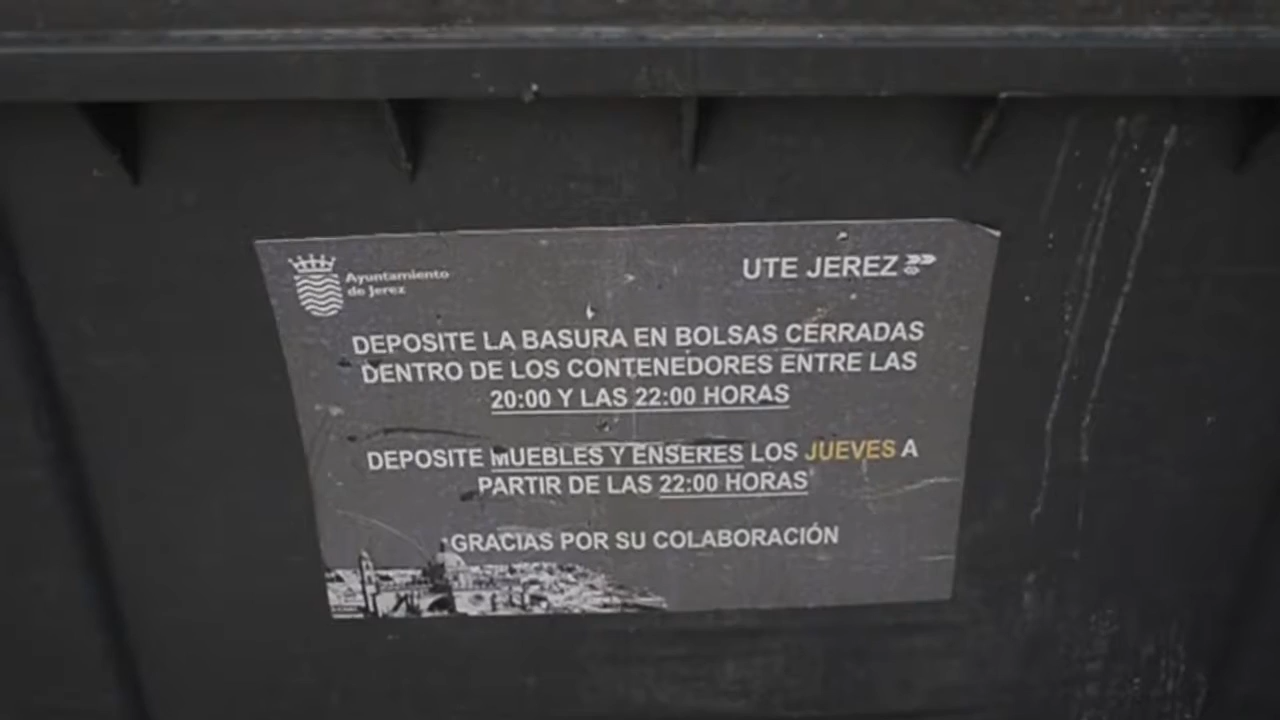 Ayuntamiento
de Jerez
UTE JEREZ
DEPOSITE LA BASURA EN BOLSAS CERRADAS
DENTRO DE LOS CONTENEDORES ENTRE LAS
20:00 Y LAS 22:00 HORAS
DEPOSITE MUEBLES Y ENSERES LOS JUEVES A
PARTIR DE LAS 22:00 HORAS
GRACIAS POR SU COLABORACIÓN